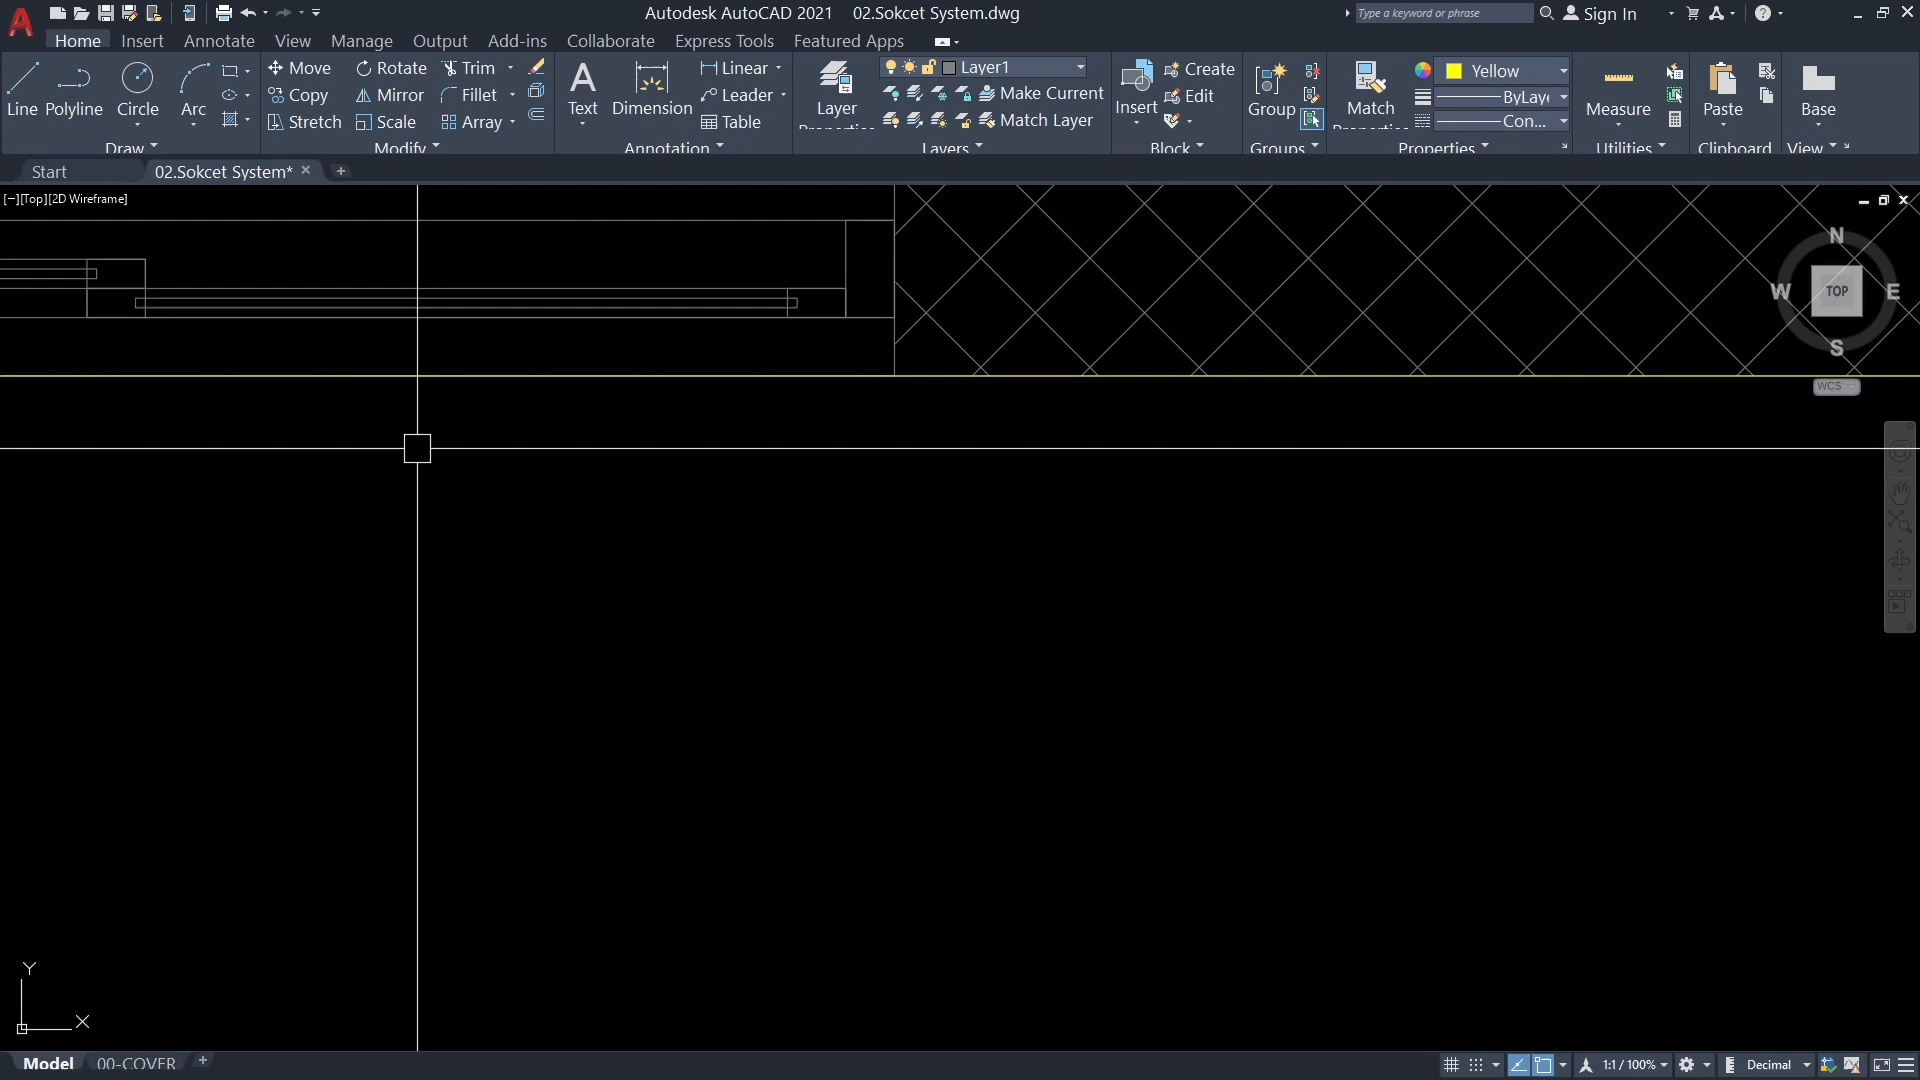 Autodesk AutoCAD 2021 02.Sokcet System.dwg
Type a keyword or phrase
Sign In
Home Insert Annotate View Manage Output Add-ins Collaborate Express Tools Featured Apps
Line Polyline Circle Arc
Draw
Move Rotate Trim
Copy Mirror Fillet
Stretch Scale Array
Modify
Text Dimension
Linear
Leader
Table
Annotation
Layer
Layer1
Make Current
Match Layer
Layers
Insert
Create
Edit
Block
Group
Groups
Match
Yellow
ByLaye
Con...
Properties
Measure
Utilities
Paste
Clipboard
Base
View
Start 02.Sokcet System*
[−][Top][2D Wireframe]
N
W TOP E
S
WCS
Y
X
Model 00-COVER
1:1 / 100%
Decimal